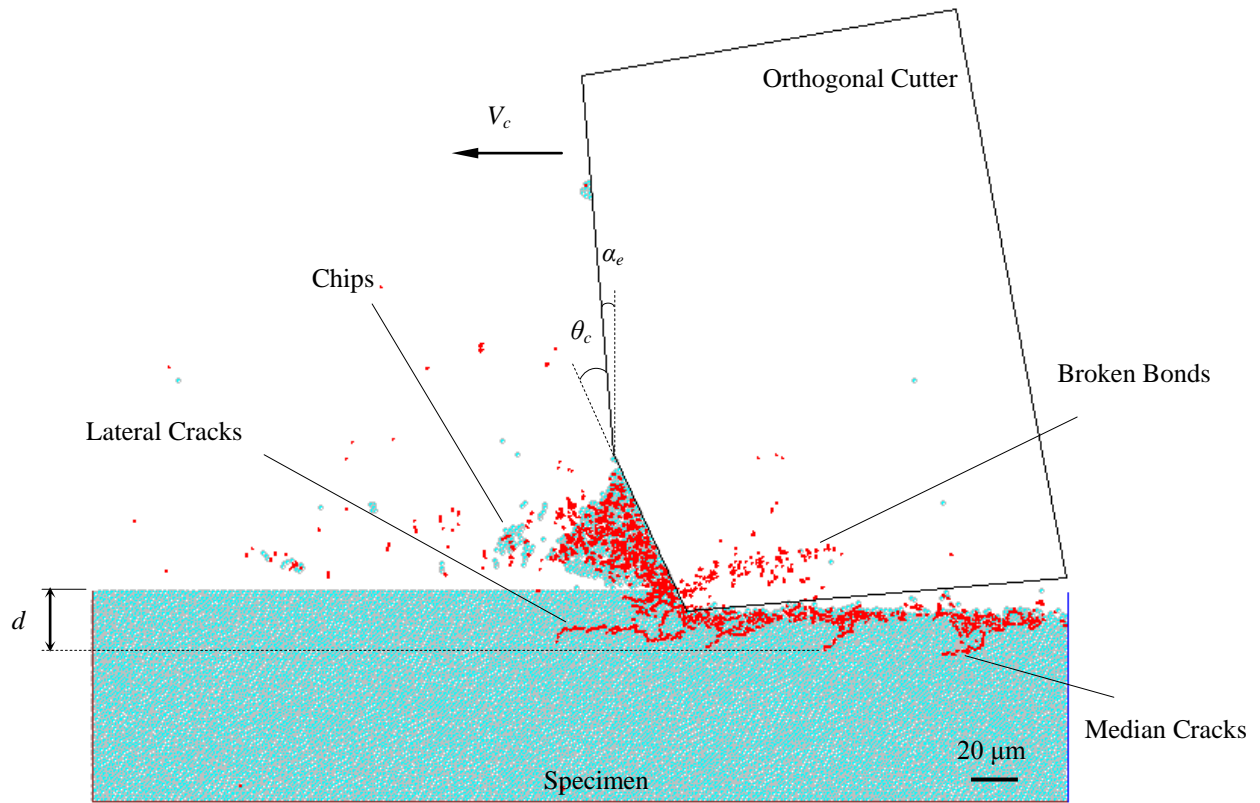 Orthogonal Cutter
V_c
α_e
Chips
θ_c
Broken Bonds
Lateral Cracks
d
Median Cracks
20 μm
Specimen